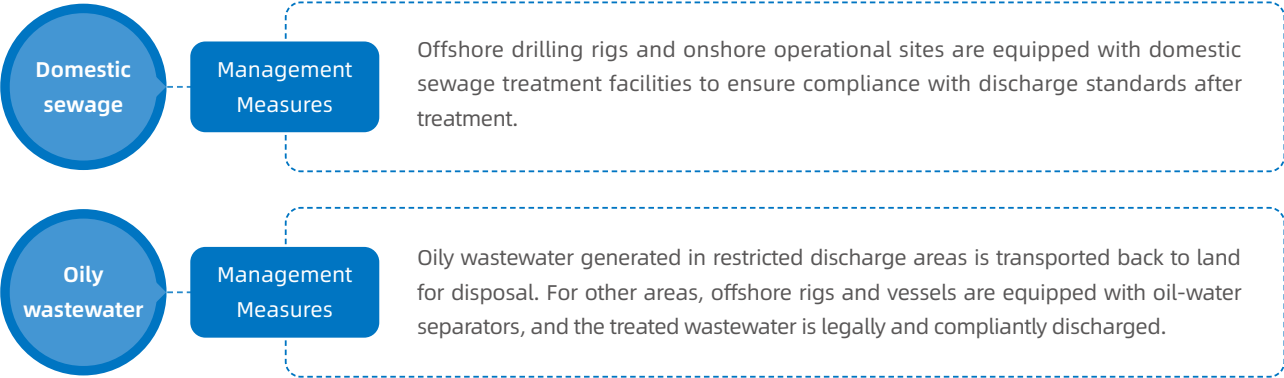 Domestic
sewage
Management
Measures
Offshore drilling rigs and onshore operational sites are equipped with domestic
sewage treatment facilities to ensure compliance with discharge standards after
treatment.
Oily
wastewater
Management
Measures
Oily wastewater generated in restricted discharge areas is transported back to land
for disposal. For other areas, offshore rigs and vessels are equipped with oil-water
separators, and the treated wastewater is legally and compliantly discharged.